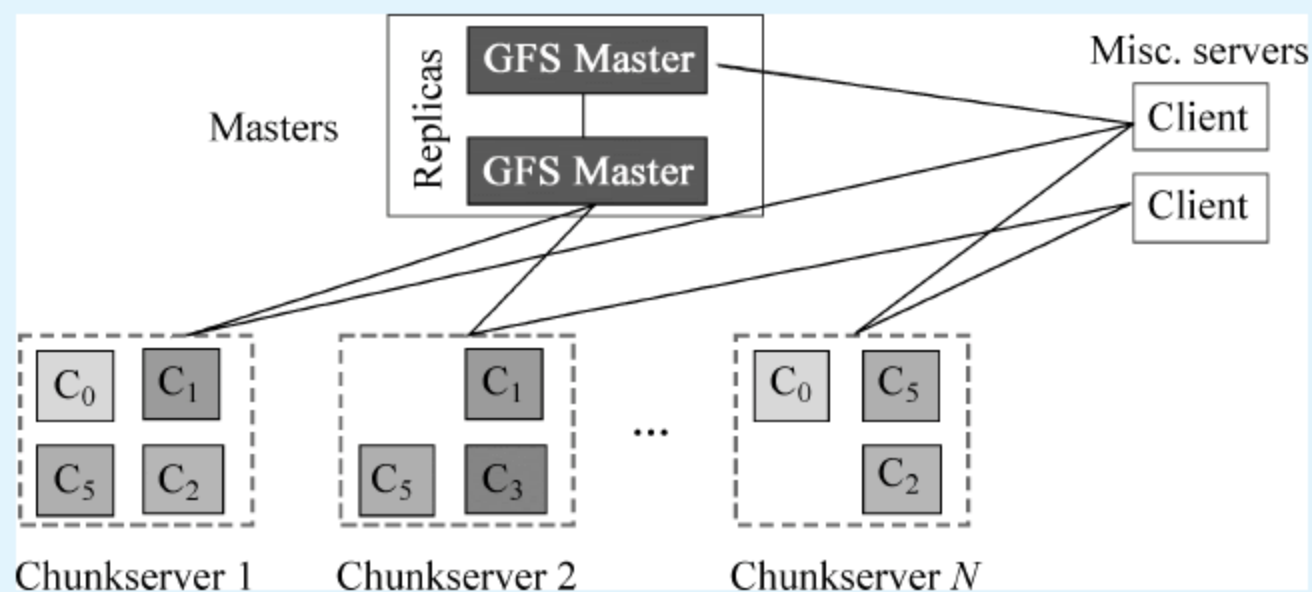 GFS Master
Misc. servers
Replicas
Client
Masters
GFS Master
Client
C0 C1
C5 C2
C1
C5 C3
...
C0 C5
C2
Chunkserver 1
Chunkserver 2
Chunkserver N